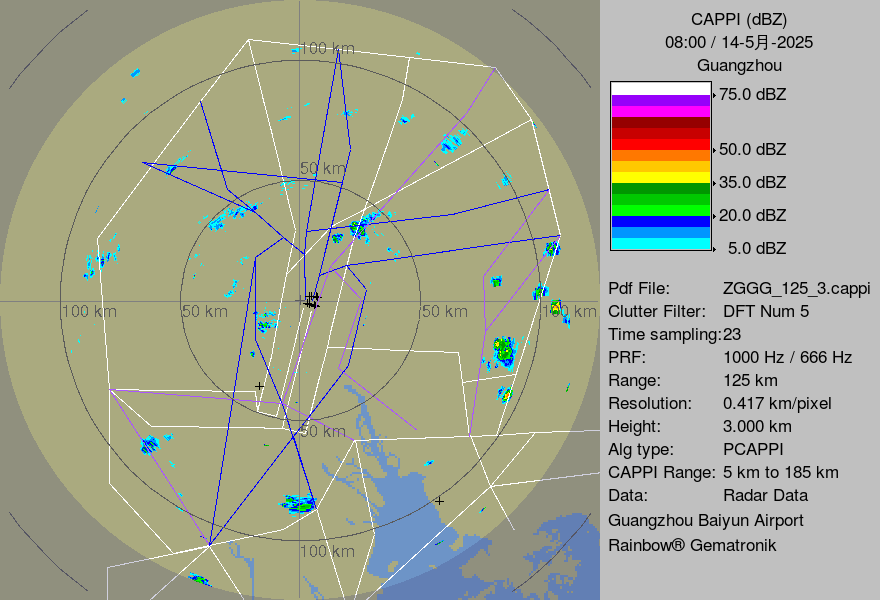 CAPPI (dBZ)
08:00 / 14-5月-2025
Guangzhou
75.0 dBZ
50.0 dBZ
35.0 dBZ
20.0 dBZ
5.0 dBZ
100 km
50 km
100 km
50 km
50 km
100 km
50 km
100 km
Pdf File: ZGGG_125_3.cappi
Clutter Filter: DFT Num 5
Time sampling:23
PRF: 1000 Hz / 666 Hz
Range: 125 km
Resolution: 0.417 km/pixel
Height: 3.000 km
Alg type: PCAPPI
CAPPI Range: 5 km to 185 km
Data: Radar Data
Guangzhou Baiyun Airport
Rainbow® Gematronik